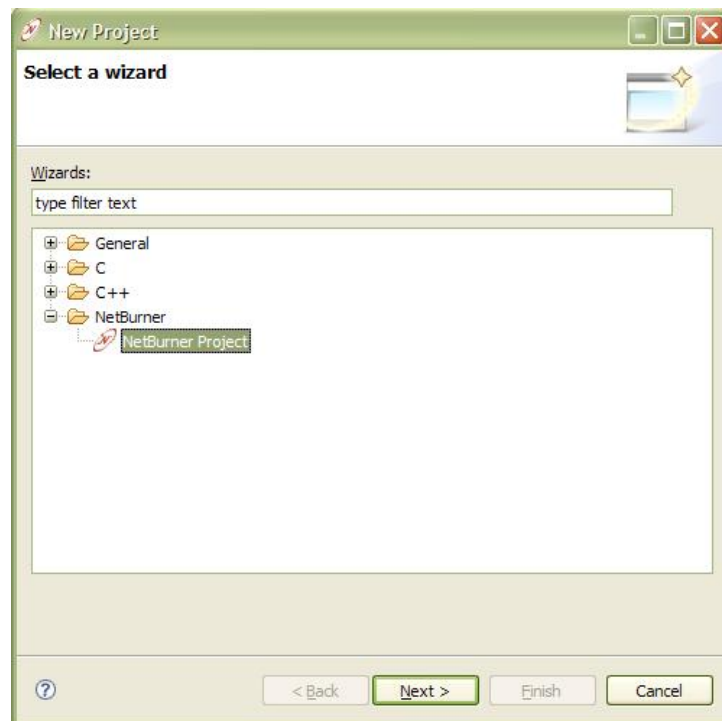 New Project
Select a wizard
Wizards:
type filter text
General
C
C++
NetBurner
NetBurner Project
< Back Next > Finish Cancel